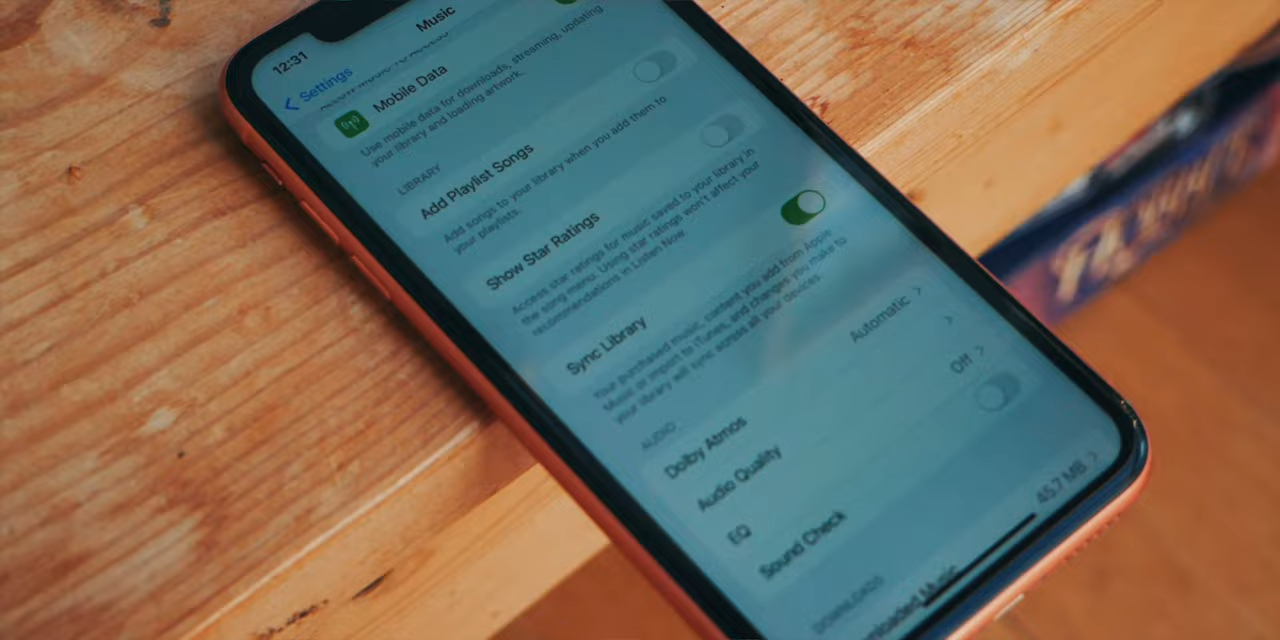 12:31
Music
Settings
Mobile Data
Use mobile data for downloads, streaming, updating
your library and loading artwork.
LIBRARY
Add Playlist Songs
Add songs to your library when you add them to
your playlists.
Show Star Ratings
Access star ratings for music saved to your library in
the song menu. Using star ratings won't affect your
recommendations in Listen Now
Sync Library
Your purchased music, content you add from Apple
Music or import to iTunes, and changes you make to
your library will sync across all your devices.
AUDIO
Dolby Atmos Automatic
Audio Quality
EQ Off
Sound Check
DOWNLOADS
Music 45.7 MB